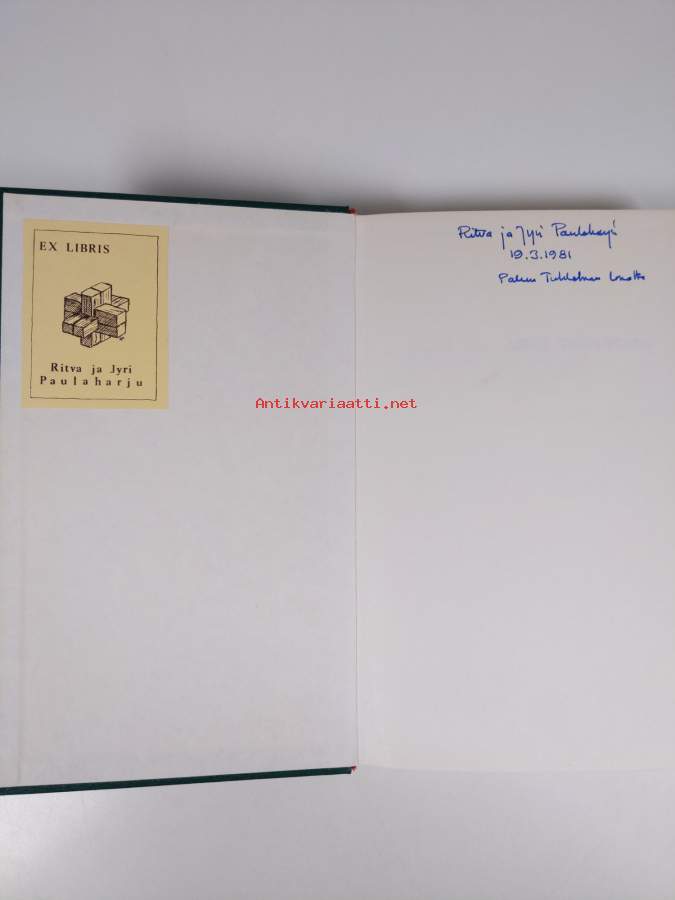 EX LIBRIS
Ritva ja Jyri
Paulaharju
Ritva ja Jyri Paulaharju
19.3.1981
Antikvariaatti.net